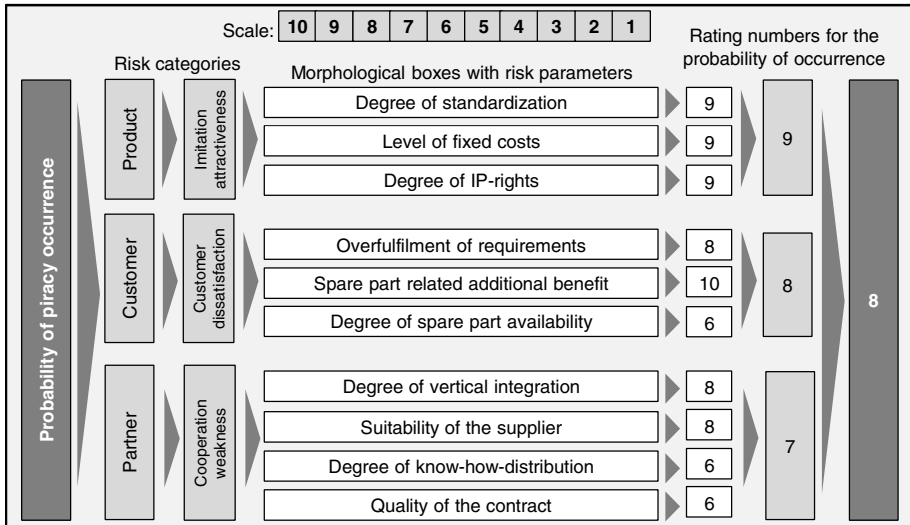 Scale: 10 9 8 7 6 5 4 3 2 1
Rating numbers for the
probability of occurrence
Risk categories
Morphological boxes with risk parameters
Probability of piracy occurrence
Product
Imitation
attractiveness
Degree of standardization
9
Level of fixed costs
9
Degree of IP-rights
9
9
Customer
Customer
dissatisfaction
Overfulfilment of requirements
8
Spare part related additional benefit
10
Degree of spare part availability
6
8
Partner
Cooperation
weakness
Degree of vertical integration
8
Suitability of the supplier
8
Degree of know-how-distribution
6
Quality of the contract
6
7
8